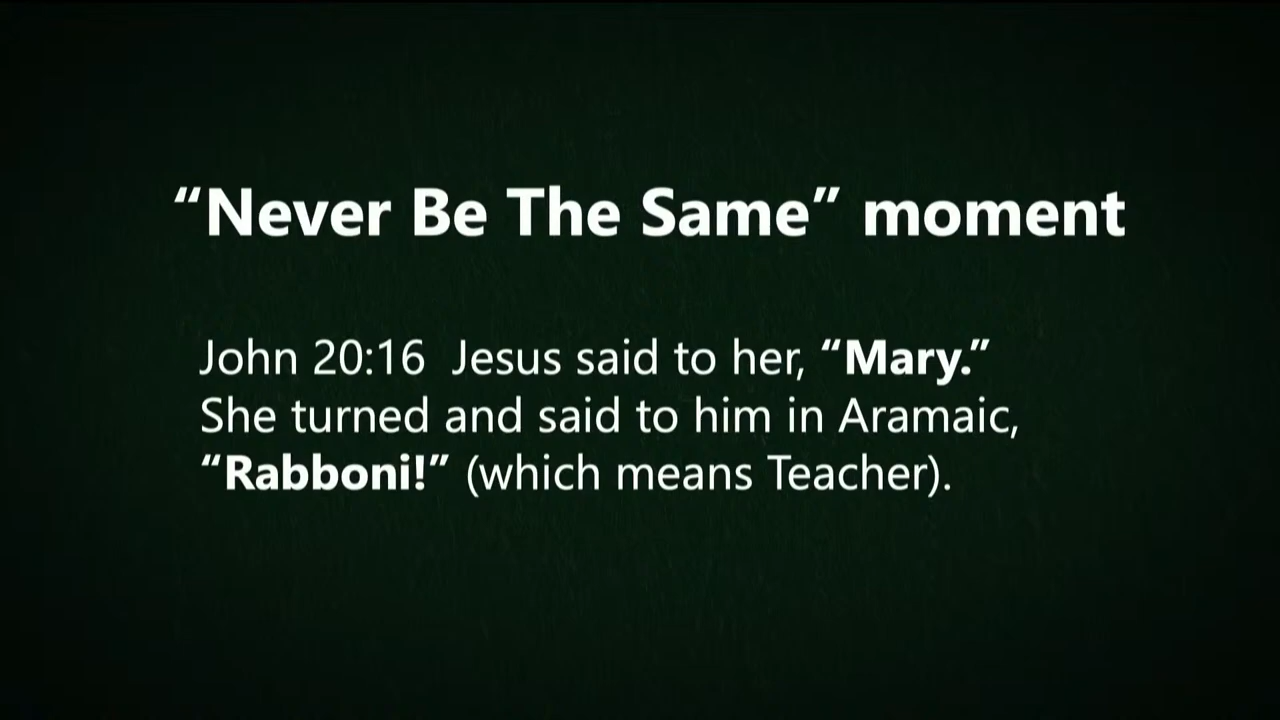 “Never Be The Same” moment
John 20:16  Jesus said to her, “Mary.”
She turned and said to him in Aramaic,
“Rabboni!” (which means Teacher).